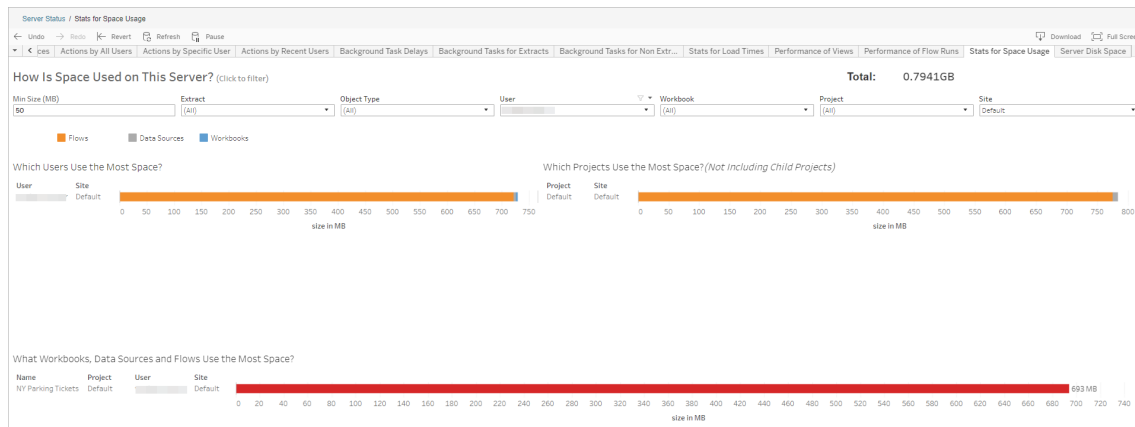 Server Status / Stats for Space Usage
← Undo → Redo Revert Refresh Pause Download Full Scree
ces Actions by All Users Actions by Specific User Actions by Recent Users Background Task Delays Background Tasks for Extracts Background Tasks for Non Extr... Stats for Load Times Performance of Views Performance of Flow Runs Stats for Space Usage Server Disk Space
How Is Space Used on This Server? (Click to filter) Total: 0.7941GB
Min Size (MB) Extract Object Type User Workbook Project Site
50 (All) (All) (All) (All) Default
Flows Data Sources Workbooks
Which Users Use the Most Space? Which Projects Use the Most Space? (Not Including Child Projects)
User Site Project Site
Default Default Default
0 50 100 150 200 250 300 350 400 450 500 550 600 650 700 750 0 50 100 150 200 250 300 350 400 450 500 550 600 650 700 750 800
size in MB size in MB
What Workbooks, Data Sources and Flows Use the Most Space?
Name Project User Site
NY Parking Tickets Default Default 693 MB
0 20 40 60 80 100 120 140 160 180 200 220 240 260 280 300 320 340 360 380 400 420 440 460 480 500 520 540 560 580 600 620 640 660 680 700 720 740
size in MB